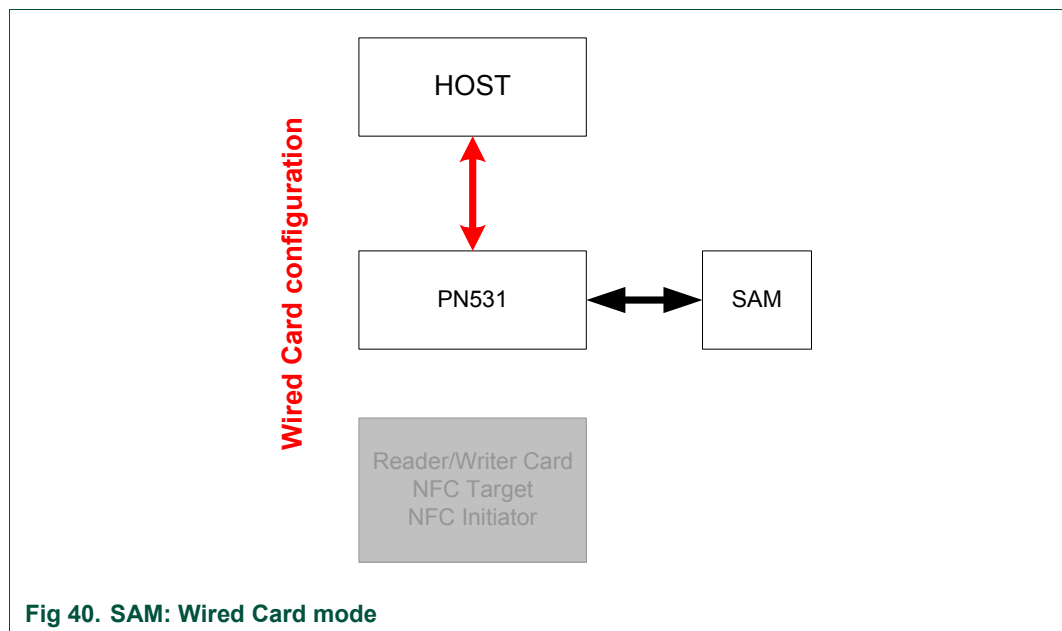 HOST
Wired Card configuration
PN531
SAM
Reader/Writer Card
NFC Target
NFC Initiator
Fig 40. SAM: Wired Card mode